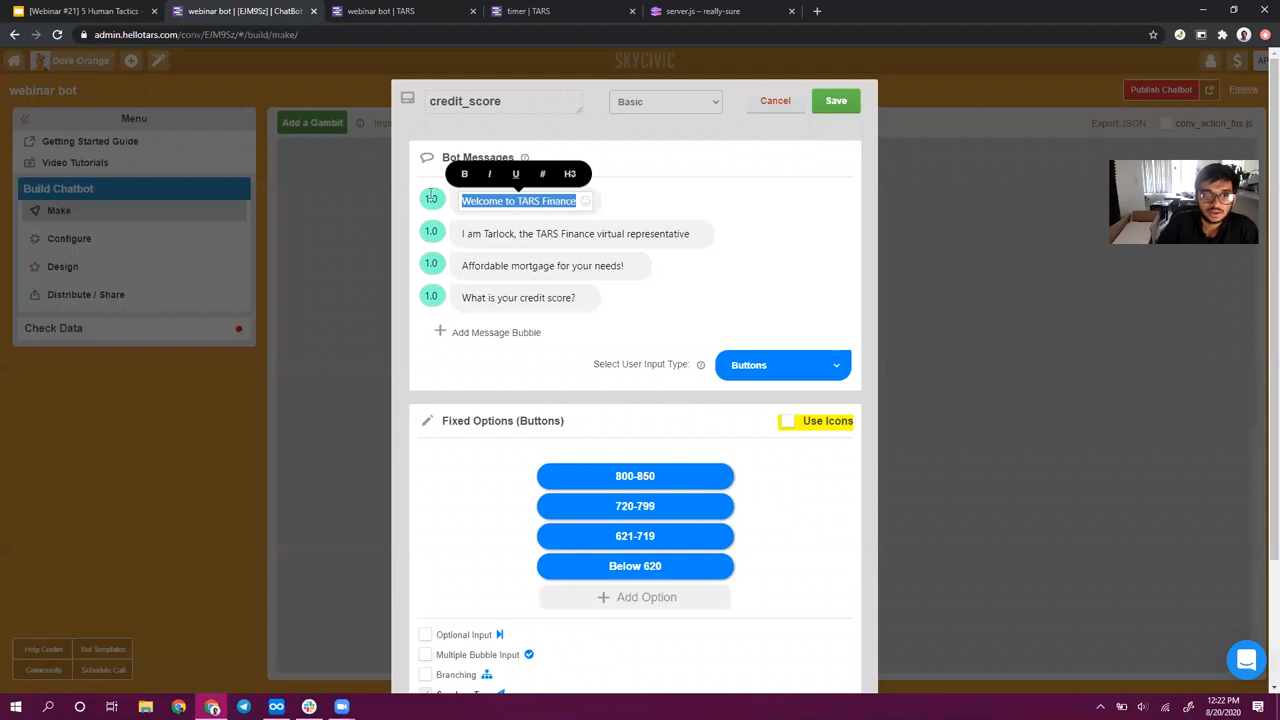 [Webinar #21] 5 Human Tactics
webinar bot [EJM9Sz] | ChatBot
webinar bot | TARS
timer | TARS
server.js – really-sure
admin.hellotars.com/conv/EJM9Sz/#/build/make/
Dore Orange
SKYCIVIC
$
AP
webinar bot
Publish Chatbot
Preview
Menu
Add a Gambit
Export JSON
conv_action_fns.js
Getting Started Guide
Video Tutorials
Build Chatbot
Make
Configure
Design
Distribute / Share
Check Data
Help Center
Bot Templates
Community
Schedule Call
credit_score
Basic
Cancel
Save
Bot Messages
B I U # H3
1.0 Welcome to TARS Finance
1.0 I am Tarlock, the TARS Finance virtual representative
1.0 Affordable mortgage for your needs!
1.0 What is your credit score?
Add Message Bubble
Select User Input Type:
Buttons
Fixed Options (Buttons)
Use Icons
800-850
720-799
621-719
Below 620
Add Option
Optional Input
Multiple Bubble Input
Branching
12:22 PM
8/20/2020